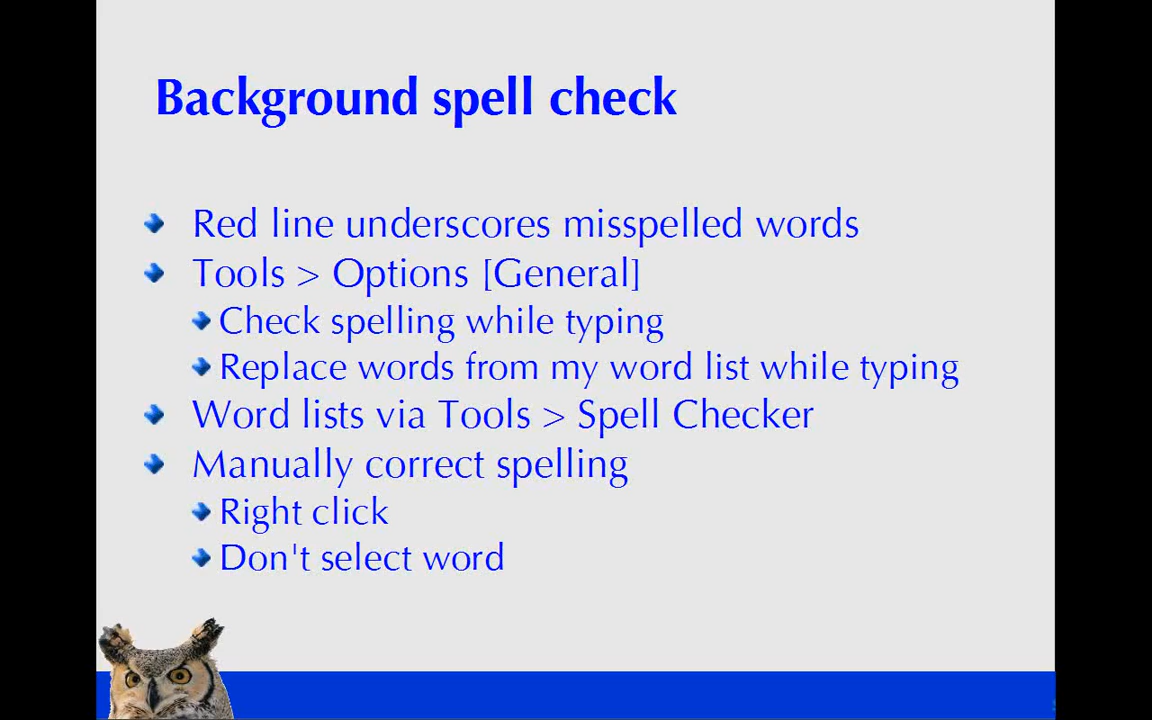 Background spell check
Red line underscores misspelled words
Tools > Options [General]
Check spelling while typing
Replace words from my word list while typing
Word lists via Tools > Spell Checker
Manually correct spelling
Right click
Don't select word